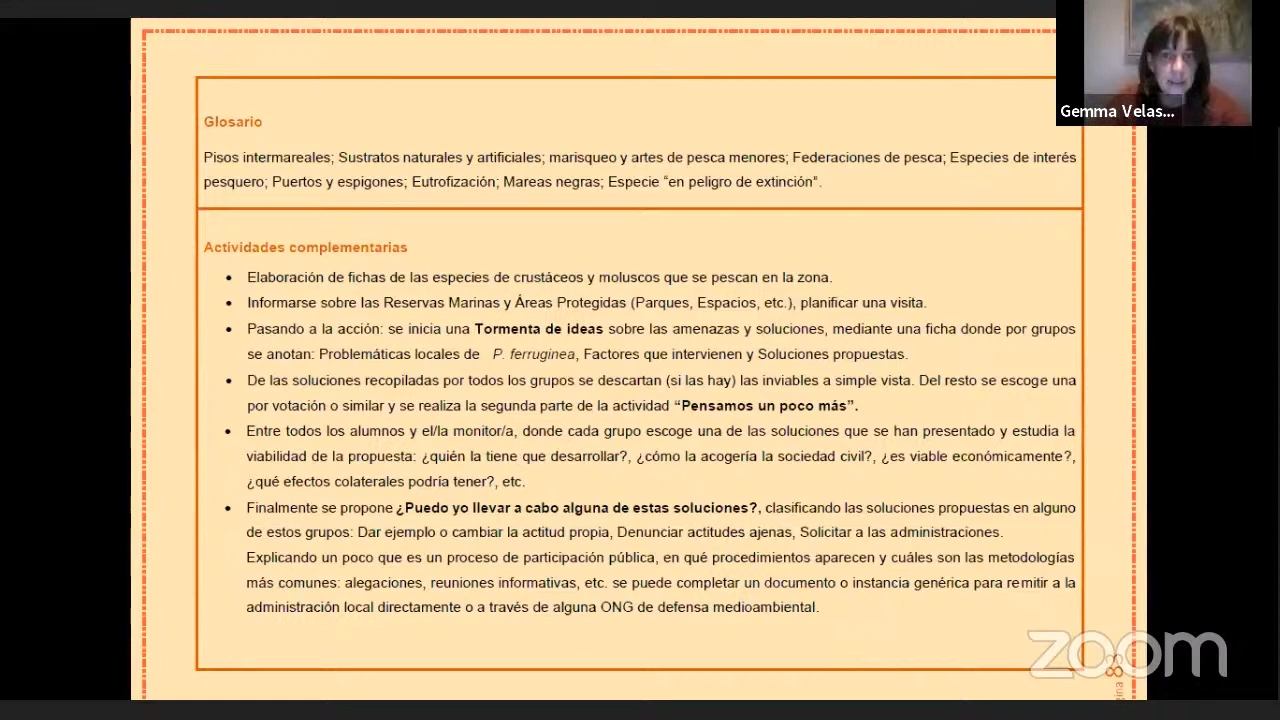 Gemma Velas...
Glosario
Pisos intermareales; Sustratos naturales y artificiales; marisqueo y artes de pesca menores; Federaciones de pesca; Especies de interés
pesquero; Puertos y espigones; Eutrofización; Mareas negras; Especie “en peligro de extinción”.
Actividades complementarias
• Elaboración de fichas de las especies de crustáceos y moluscos que se pescan en la zona.
• Informarse sobre las Reservas Marinas y Áreas Protegidas (Parques, Espacios, etc.), planificar una visita.
• Pasando a la acción: se inicia una Tormenta de ideas sobre las amenazas y soluciones, mediante una ficha donde por grupos
se anotan: Problemáticas locales de P. ferruginea, Factores que intervienen y Soluciones propuestas.
• De las soluciones recopiladas por todos los grupos se descartan (si las hay) las inviables a simple vista. Del resto se escoge una
por votación o similar y se realiza la segunda parte de la actividad “Pensamos un poco más”.
• Entre todos los alumnos y el/la monitor/a, donde cada grupo escoge una de las soluciones que se han presentado y estudia la
viabilidad de la propuesta: ¿quién la tiene que desarrollar?, ¿cómo la acogería la sociedad civil?, ¿es viable económicamente?,
¿qué efectos colaterales podría tener?, etc.
• Finalmente se propone ¿Puedo yo llevar a cabo alguna de estas soluciones?, clasificando las soluciones propuestas en alguno
de estos grupos: Dar ejemplo o cambiar la actitud propia, Denunciar actitudes ajenas, Solicitar a las administraciones.
Explicando un poco que es un proceso de participación pública, en qué procedimientos aparecen y cuáles son las metodologías
más comunes: alegaciones, reuniones informativas, etc. se puede completar un documento o instancia genérica para remitir a la
administración local directamente o a través de alguna ONG de defensa medioambiental.
zoom